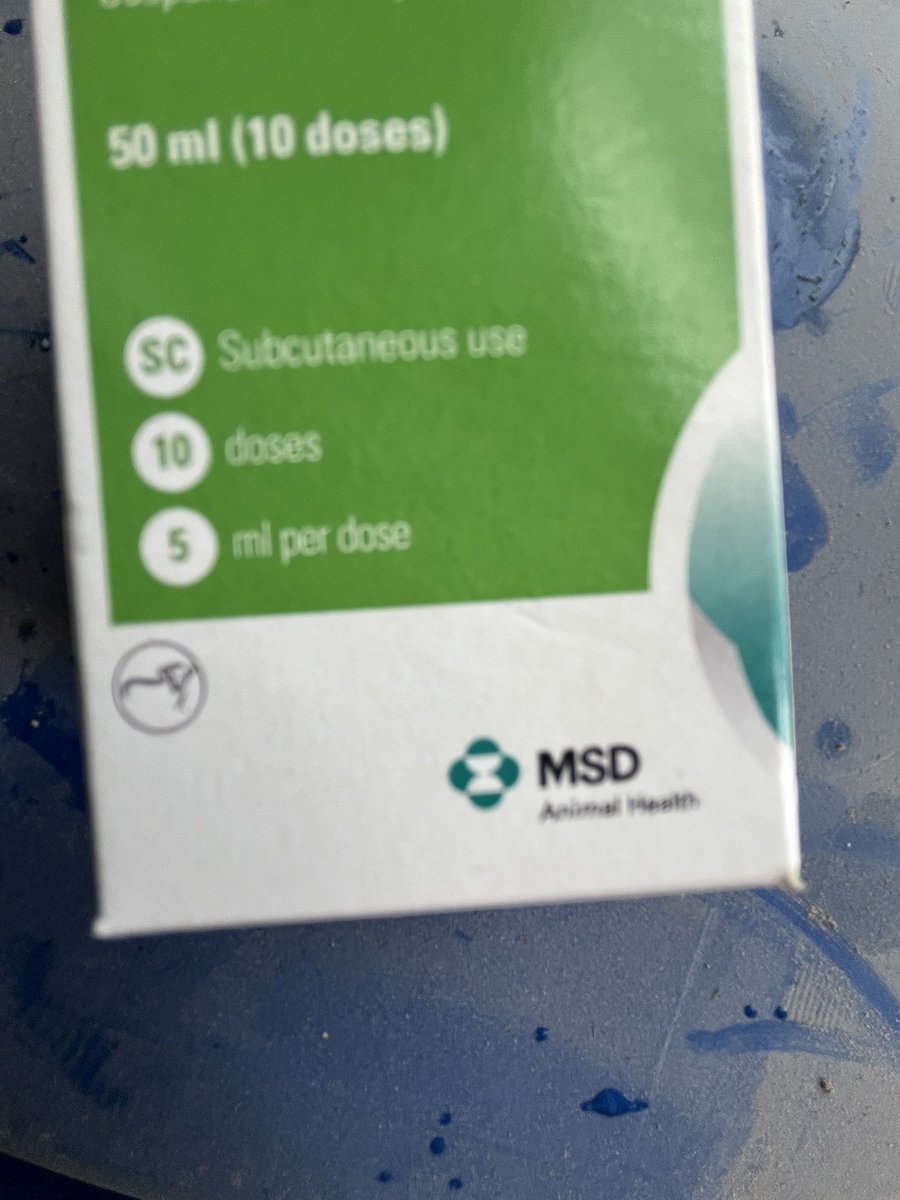 50 ml (10 doses)
SC Subcutaneous use
10 doses
5 ml per dose
MSD
Animal Health